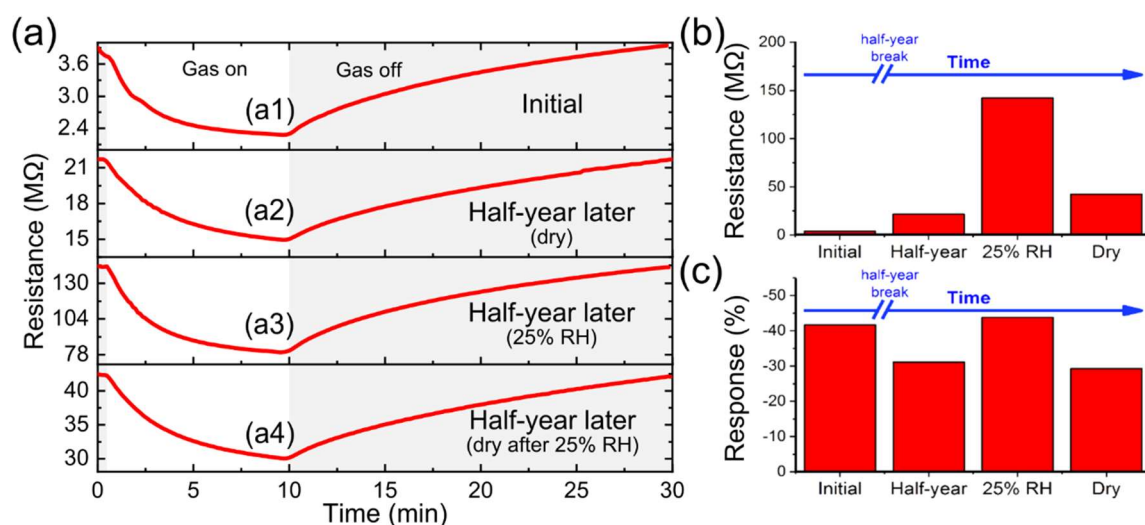 (a)
Resistance (MΩ)
3.6
3.0
2.4
Gas on
Gas off
(a1)
Initial
21
18
15
(a2)
Half-year later
(dry)
130
104
78
(a3)
Half-year later
(25% RH)
40
35
30
(a4)
Half-year later
(dry after 25% RH)
0 5 10 15 20 25 30
Time (min)
(b)
Resistance (MΩ)
200
150
100
50
0
half-year
break
Time
Initial Half-year 25% RH Dry
(c)
Response (%)
-50
-40
-30
-20
-10
0
half-year
break
Time
Initial Half-year 25% RH Dry